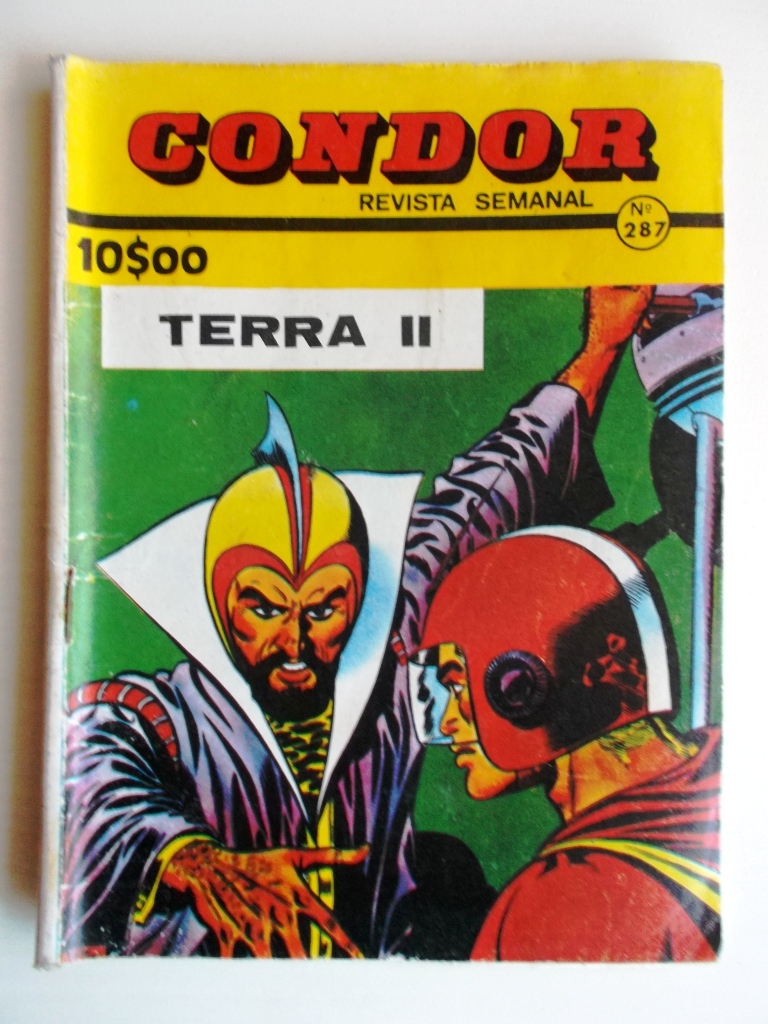 CONDOR
REVISTA SEMANAL
Nº
287
10$00
TERRA II